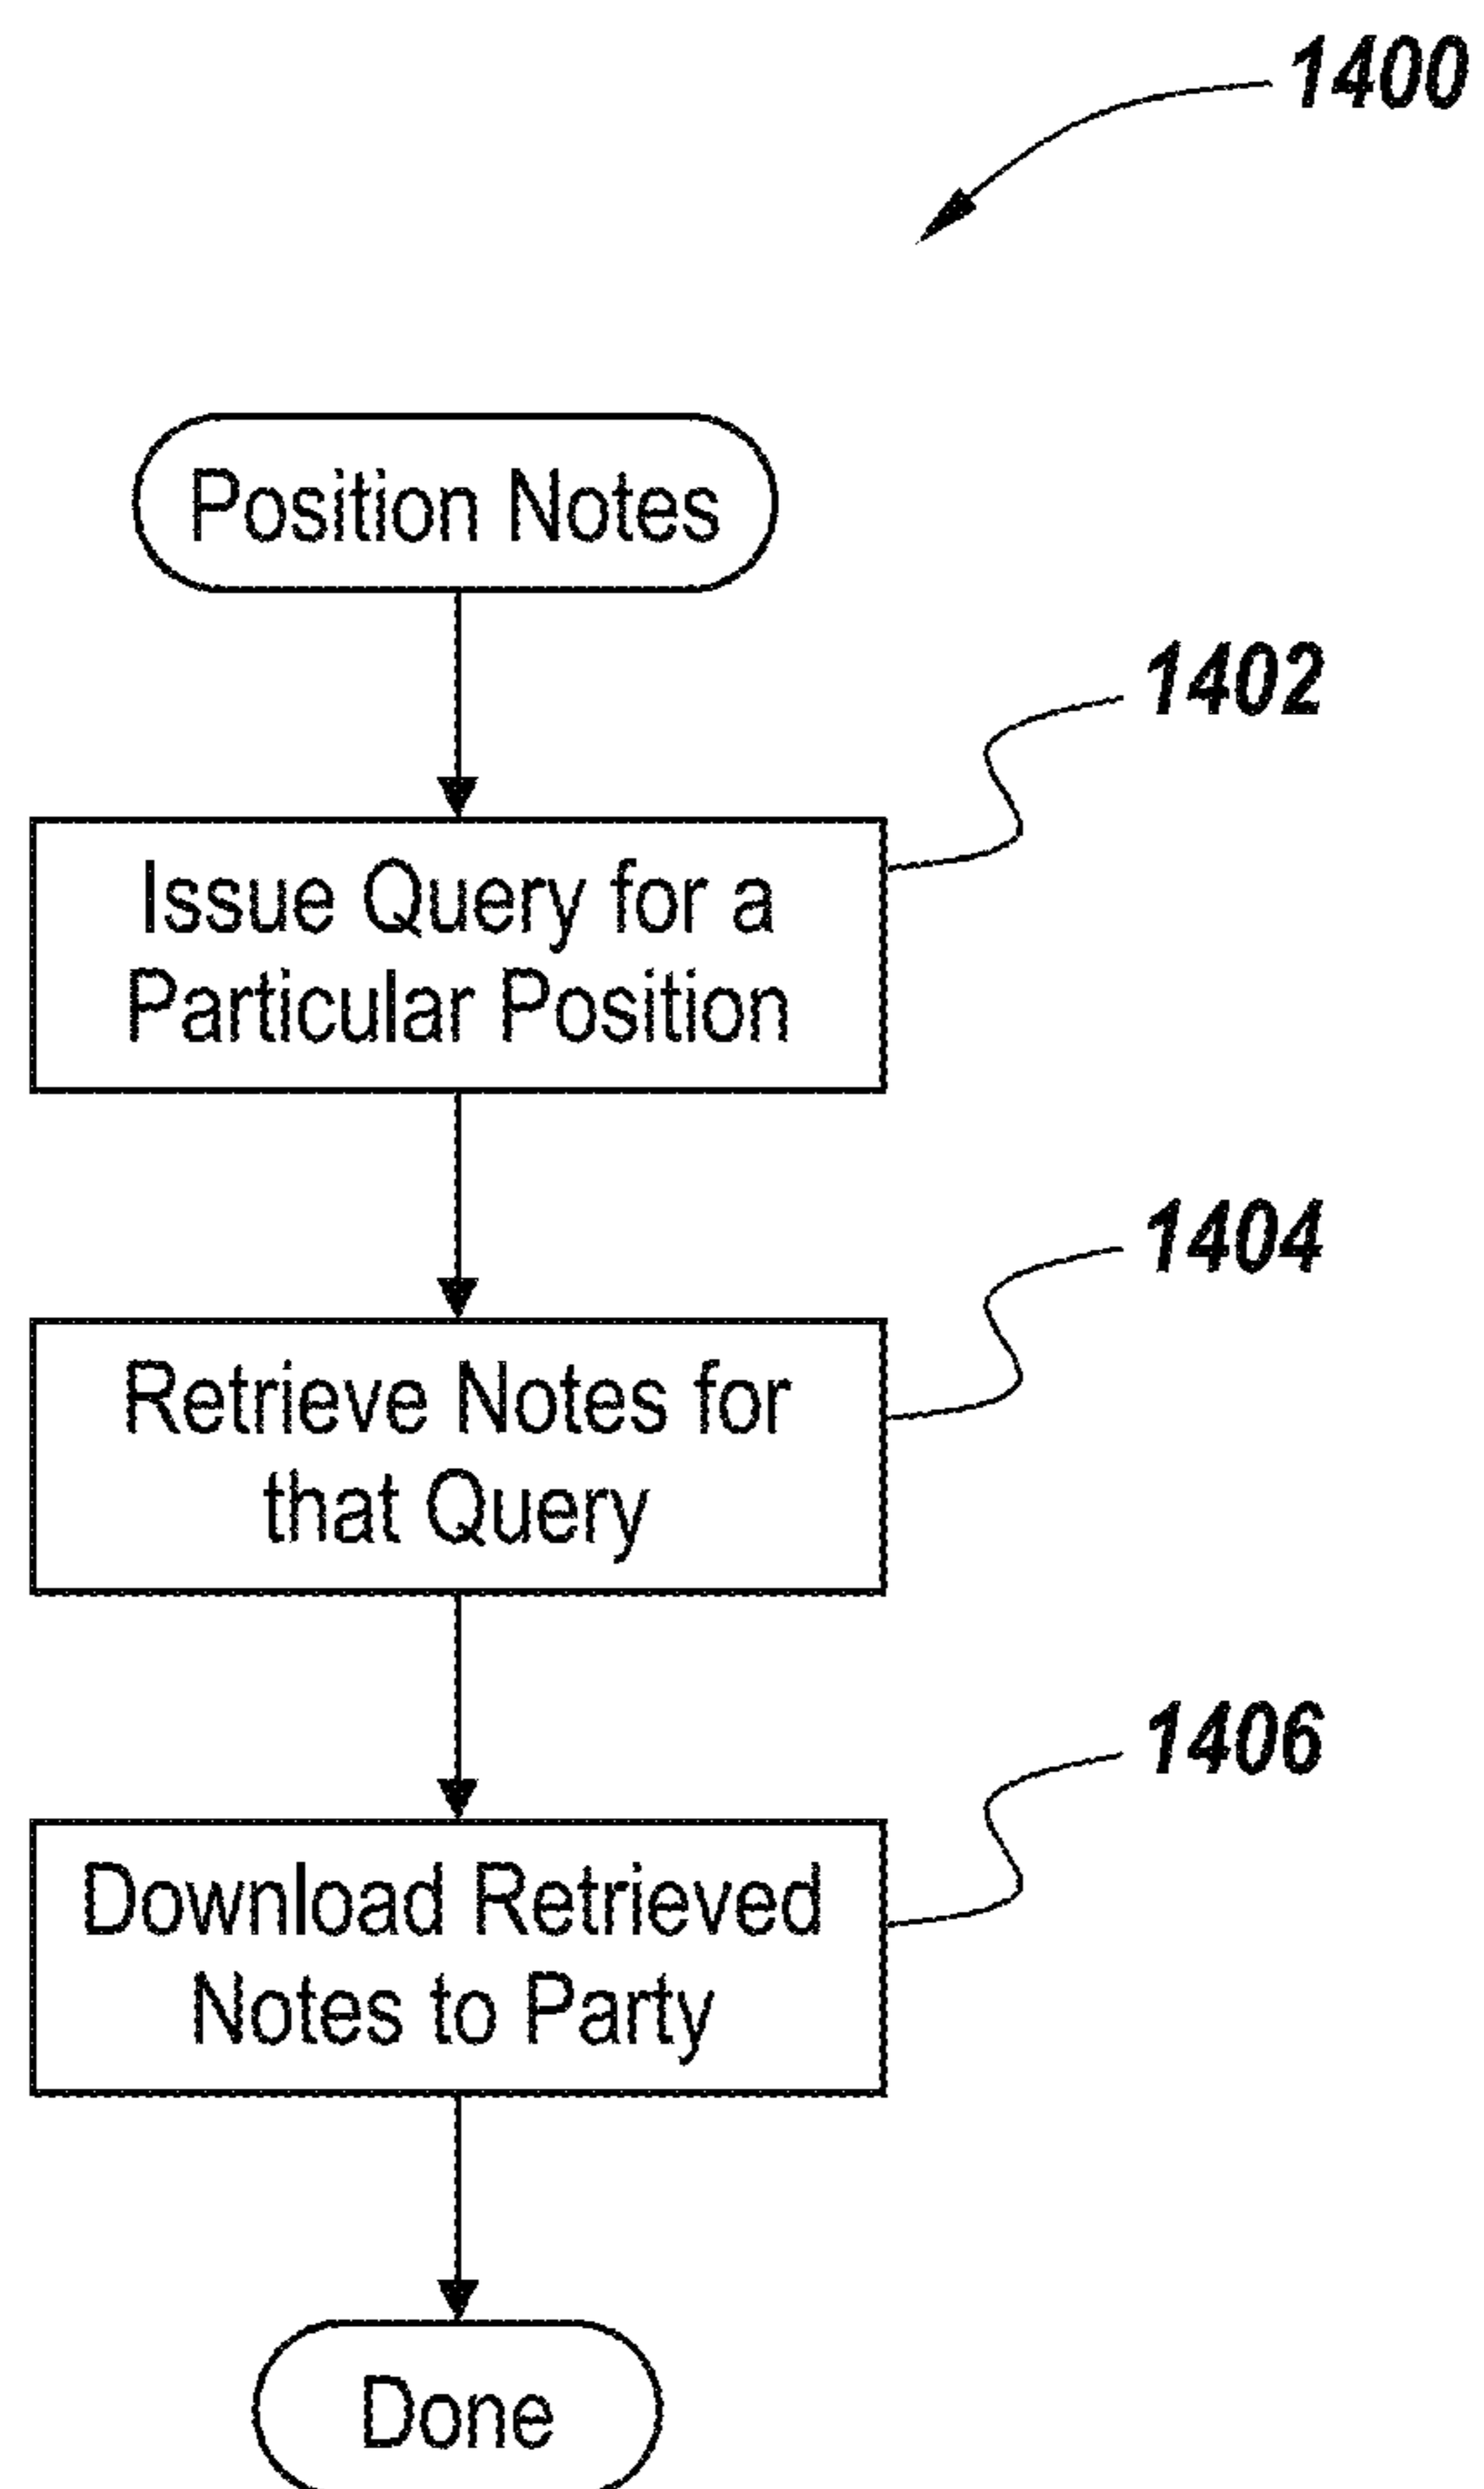 1400
Position Notes
1402
Issue Query for a
Particular Position
1404
Retrieve Notes for
that Query
1406
Download Retrieved
Notes to Party
Done